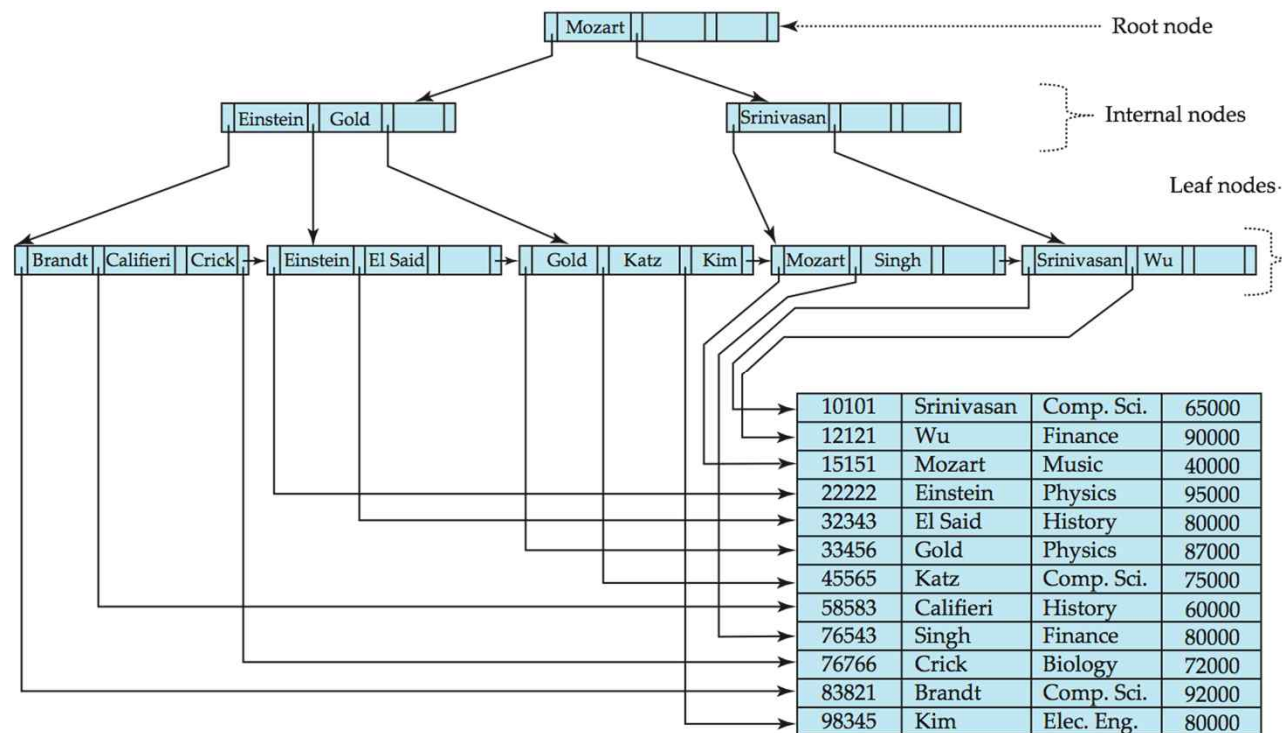 Mozart
Root node
Einstein Gold
Srinivasan
Internal nodes
Leaf nodes
Brandt Califieri Crick
Einstein El Said
Gold Katz Kim
Mozart Singh
Srinivasan Wu
10101 Srinivasan Comp. Sci. 65000
12121 Wu Finance 90000
15151 Mozart Music 40000
22222 Einstein Physics 95000
32343 El Said History 80000
33456 Gold Physics 87000
45565 Katz Comp. Sci. 75000
58583 Califieri History 60000
76543 Singh Finance 80000
76766 Crick Biology 72000
83821 Brandt Comp. Sci. 92000
98345 Kim Elec. Eng. 80000